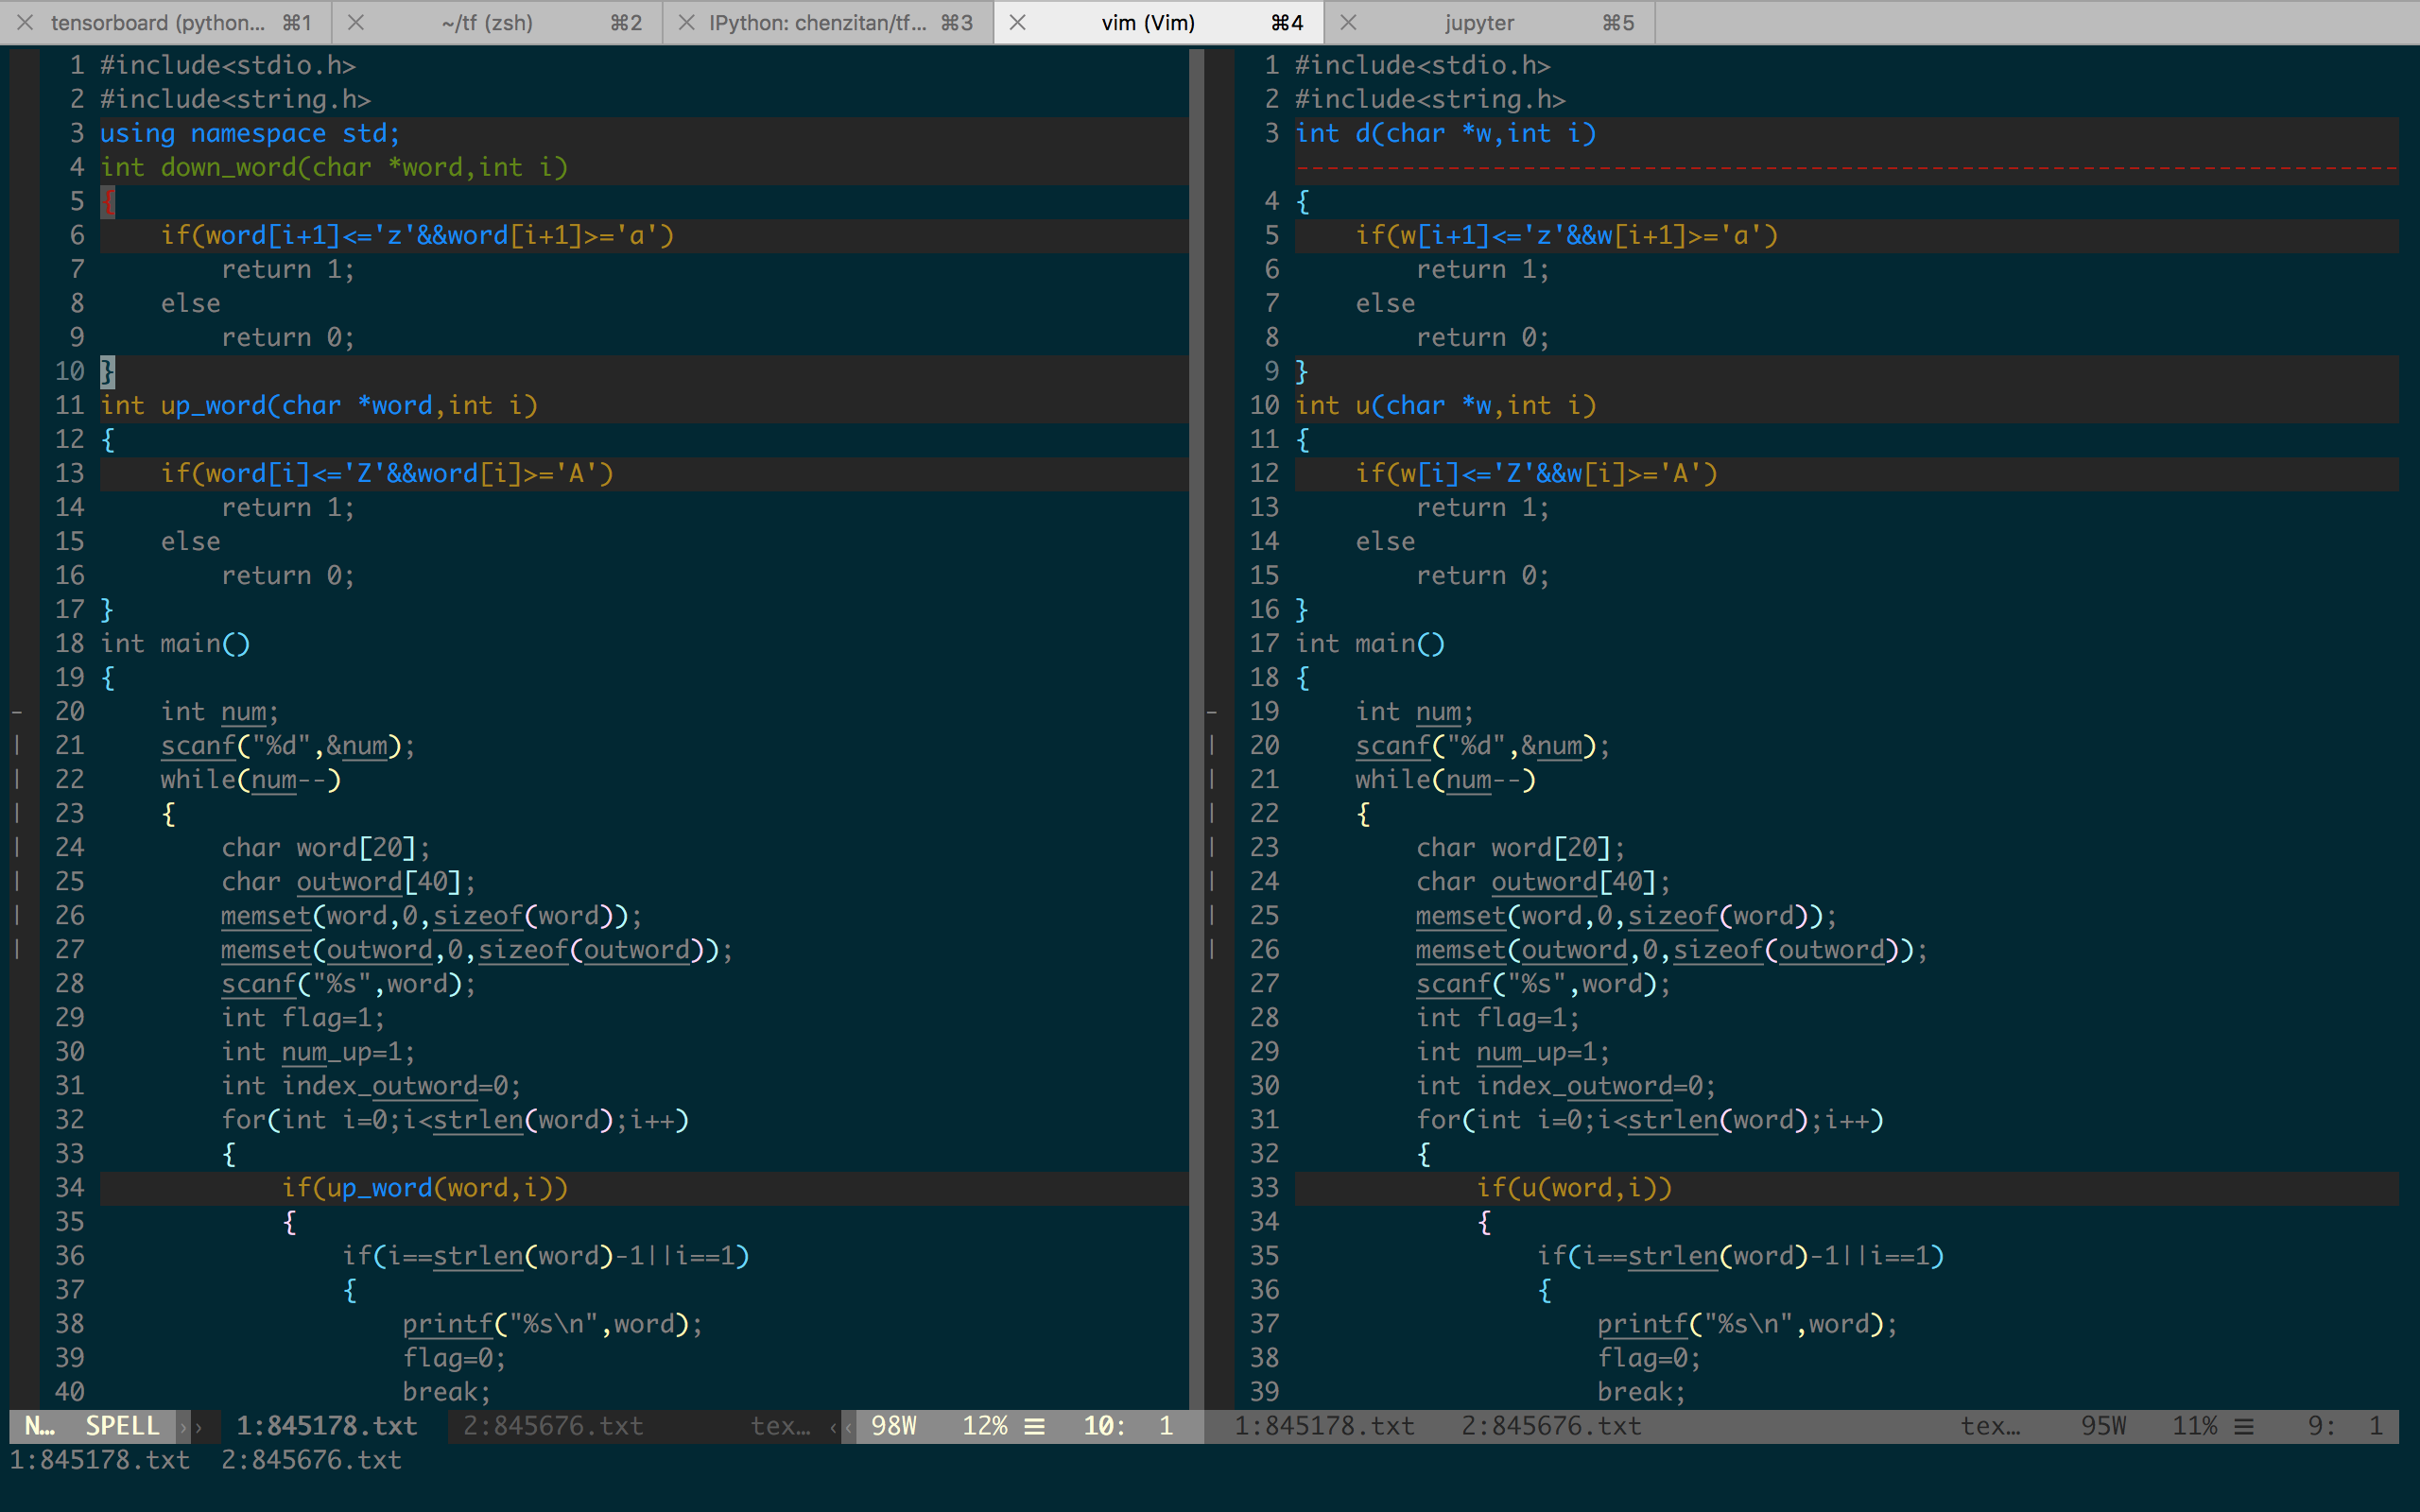 tensorboard (python... ⌘1 ~/tf (zsh) ⌘2 IPython: chenzitan/tf... ⌘3 vim (Vim) ⌘4 jupyter ⌘5
1 #include<stdio.h>
2 #include<string.h>
3 using namespace std;
4 int down_word(char *word,int i)
5 {
6 if(word[i+1]<='z'&&word[i+1]>='a')
7 return 1;
8 else
9 return 0;
10 }
11 int up_word(char *word,int i)
12 {
13 if(word[i]<='Z'&&word[i]>='A')
14 return 1;
15 else
16 return 0;
17 }
18 int main()
19 {
20 int num;
21 scanf("%d",&num);
22 while(num--)
23 {
24 char word[20];
25 char outword[40];
26 memset(word,0,sizeof(word));
27 memset(outword,0,sizeof(outword));
28 scanf("%s",word);
29 int flag=1;
30 int num_up=1;
31 int index_outword=0;
32 for(int i=0;i<strlen(word);i++)
33 {
34 if(up_word(word,i))
35 {
36 if(i==strlen(word)-1||i==1)
37 {
38 printf("%s\n",word);
39 flag=0;
40 break;
1 #include<stdio.h>
2 #include<string.h>
3 int d(char *w,int i)
4 {
5 if(w[i+1]<='z'&&w[i+1]>='a')
6 return 1;
7 else
8 return 0;
9 }
10 int u(char *w,int i)
11 {
12 if(w[i]<='Z'&&w[i]>='A')
13 return 1;
14 else
15 return 0;
16 }
17 int main()
18 {
19 int num;
20 scanf("%d",&num);
21 while(num--)
22 {
23 char word[20];
24 char outword[40];
25 memset(word,0,sizeof(word));
26 memset(outword,0,sizeof(outword));
27 scanf("%s",word);
28 int flag=1;
29 int num_up=1;
30 int index_outword=0;
31 for(int i=0;i<strlen(word);i++)
32 {
33 if(u(word,i))
34 {
35 if(i==strlen(word)-1||i==1)
36 {
37 printf("%s\n",word);
38 flag=0;
39 break;
N… SPELL 1:845178.txt 2:845676.txt tex… 98W 12% ☰ 10: 1 1:845178.txt 2:845676.txt tex… 95W 11% ☰ 9: 1
1:845178.txt 2:845676.txt